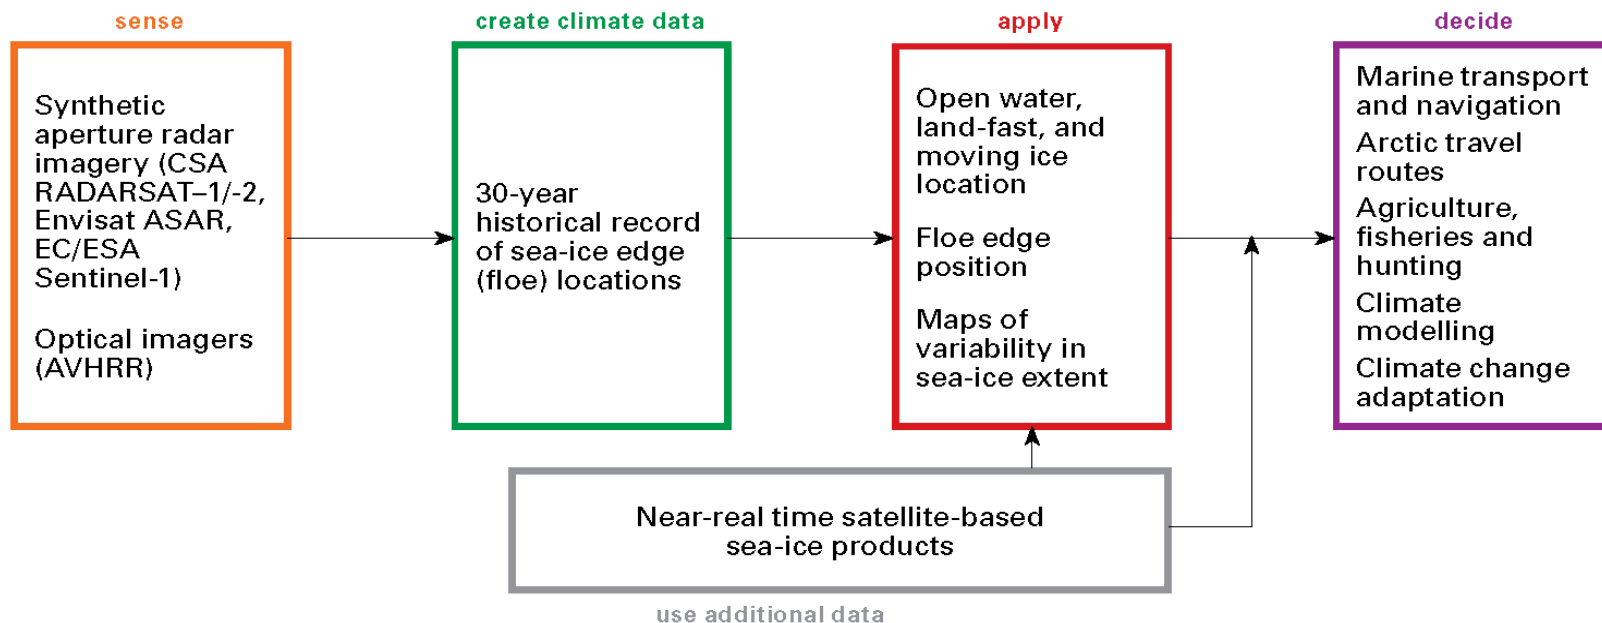 sense
Synthetic
aperture radar
imagery (CSA
RADARSAT–1/-2,
Envisat ASAR,
EC/ESA
Sentinel-1)
Optical imagers
(AVHRR)
create climate data
30-year
historical record
of sea-ice edge
(floe) locations
apply
Open water,
land-fast, and
moving ice
location
Floe edge
position
Maps of
variability in
sea-ice extent
decide
Marine transport
and navigation
Arctic travel
routes
Agriculture,
fisheries and
hunting
Climate
modelling
Climate change
adaptation
Near-real time satellite-based
sea-ice products
use additional data